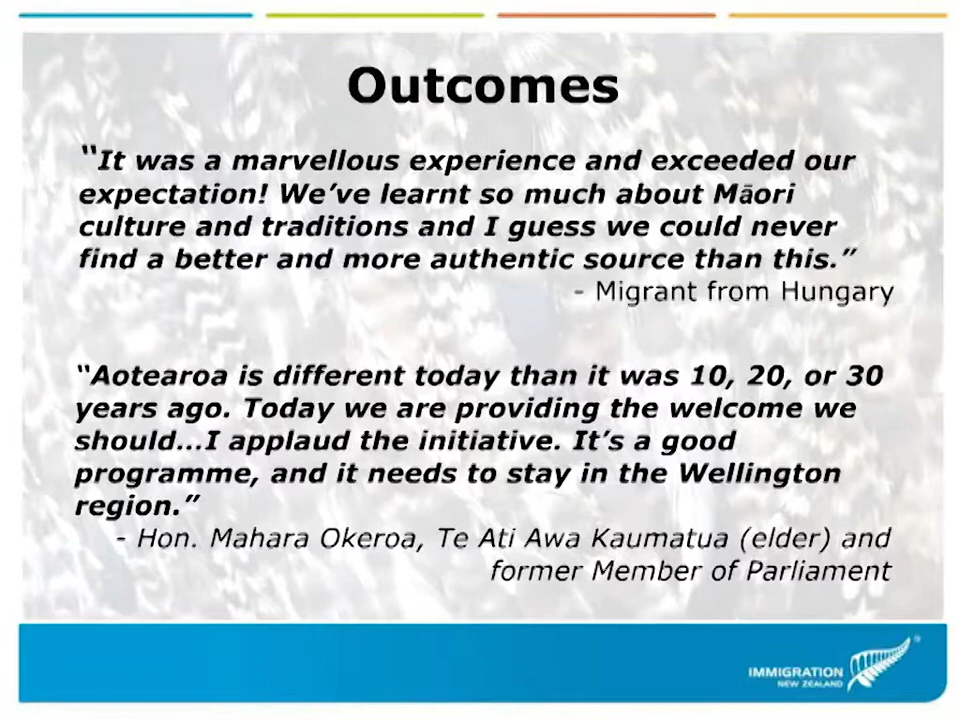 Outcomes
“It was a marvellous experience and exceeded our
expectation! We’ve learnt so much about Māori
culture and traditions and I guess we could never
find a better and more authentic source than this.”
- Migrant from Hungary
“Aotearoa is different today than it was 10, 20, or 30
years ago. Today we are providing the welcome we
should...I applaud the initiative. It’s a good
programme, and it needs to stay in the Wellington
region.”
- Hon. Mahara Okeroa, Te Ati Awa Kaumatua (elder) and
former Member of Parliament
IMMIGRATION
NEW ZEALAND